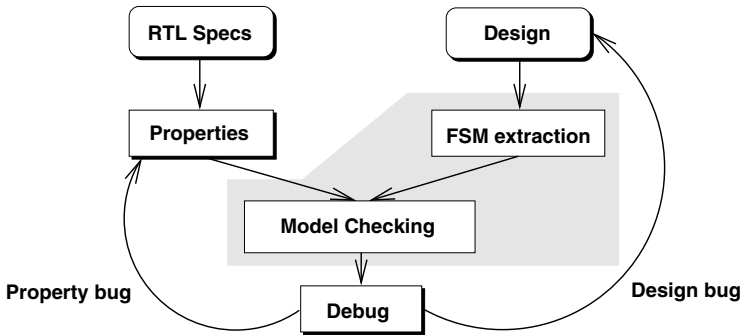 RTL Specs
Design
Properties
FSM extraction
Model Checking
Property bug
Debug
Design bug